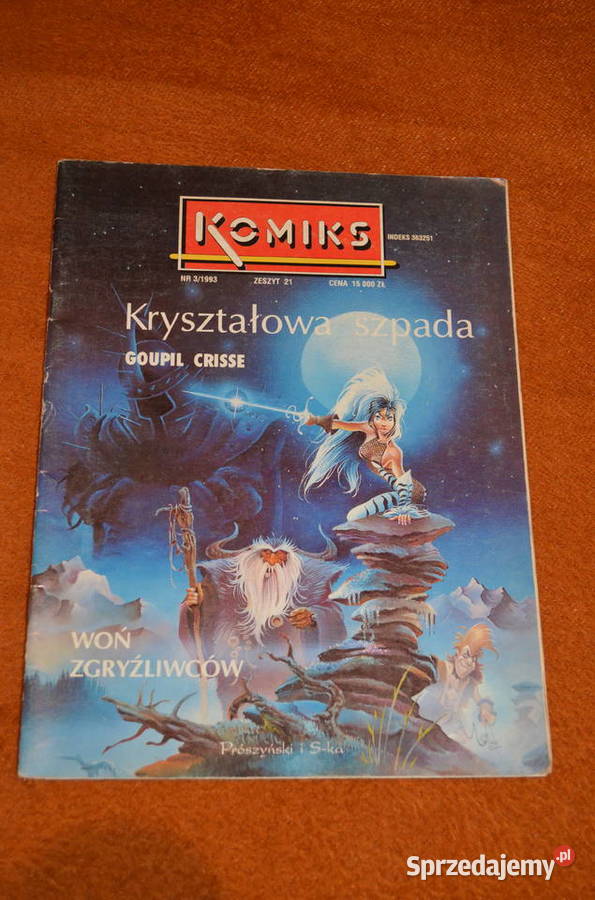 KOMIKS
INDEKS 363251
NR 3/1993 ZESZYT 21 CENA 15 000 ZŁ
Kryształowa szpada
GOUPIL CRISSE
WOŃ
ZGRYŹLIWCÓW
Prószyński i S-ka
Sprzedajemy.pl